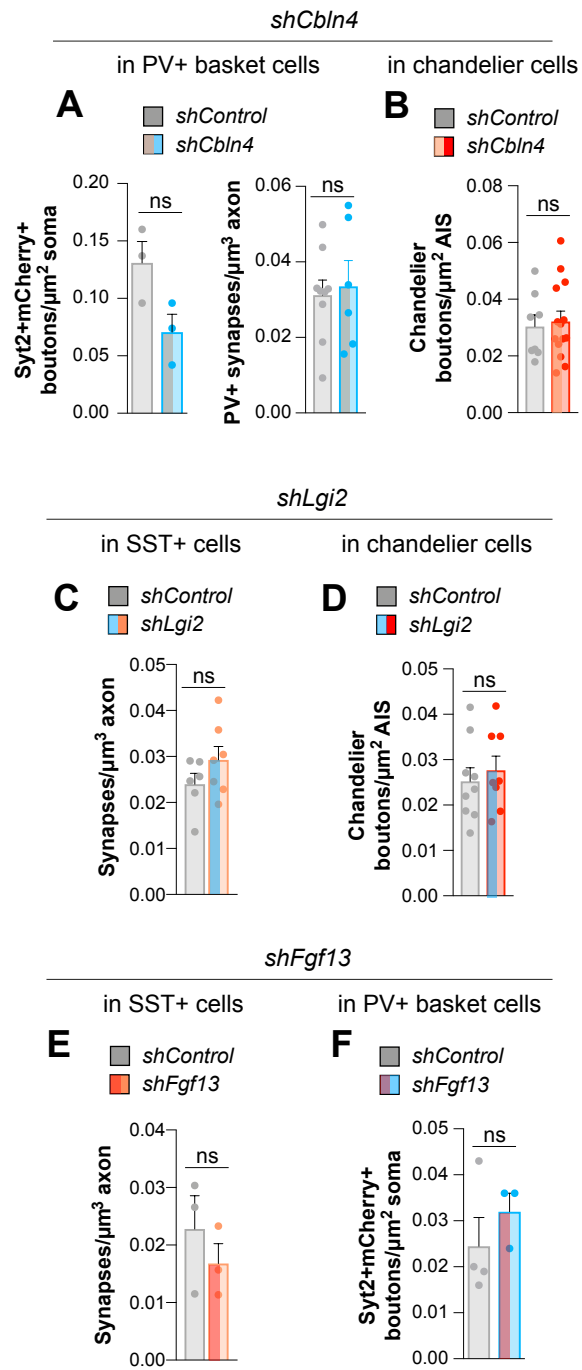 shCbln4
in PV+ basket cells
in chandelier cells
A
shControl
shCbln4
B
shControl
shCbln4
Syt2+mCherry+
boutons/µm² soma
0.20
0.15
0.10
0.05
0.00
ns
PV+ synapses/µm³ axon
0.06
0.04
0.02
0.00
ns
Chandelier
boutons/µm² AIS
0.08
0.06
0.04
0.02
0.00
ns
shLgi2
in SST+ cells
in chandelier cells
C
shControl
shLgi2
D
shControl
shLgi2
Synapses/µm³ axon
0.05
0.04
0.03
0.02
0.01
0.00
ns
Chandelier
boutons/µm² AIS
0.05
0.04
0.03
0.02
0.01
0.00
ns
shFgf13
in SST+ cells
in PV+ basket cells
E
shControl
shFgf13
F
shControl
shFgf13
Synapses/µm³ axon
0.04
0.03
0.02
0.01
0.00
ns
Syt2+mCherry+
boutons/µm² soma
0.05
0.04
0.03
0.02
0.01
0.00
ns